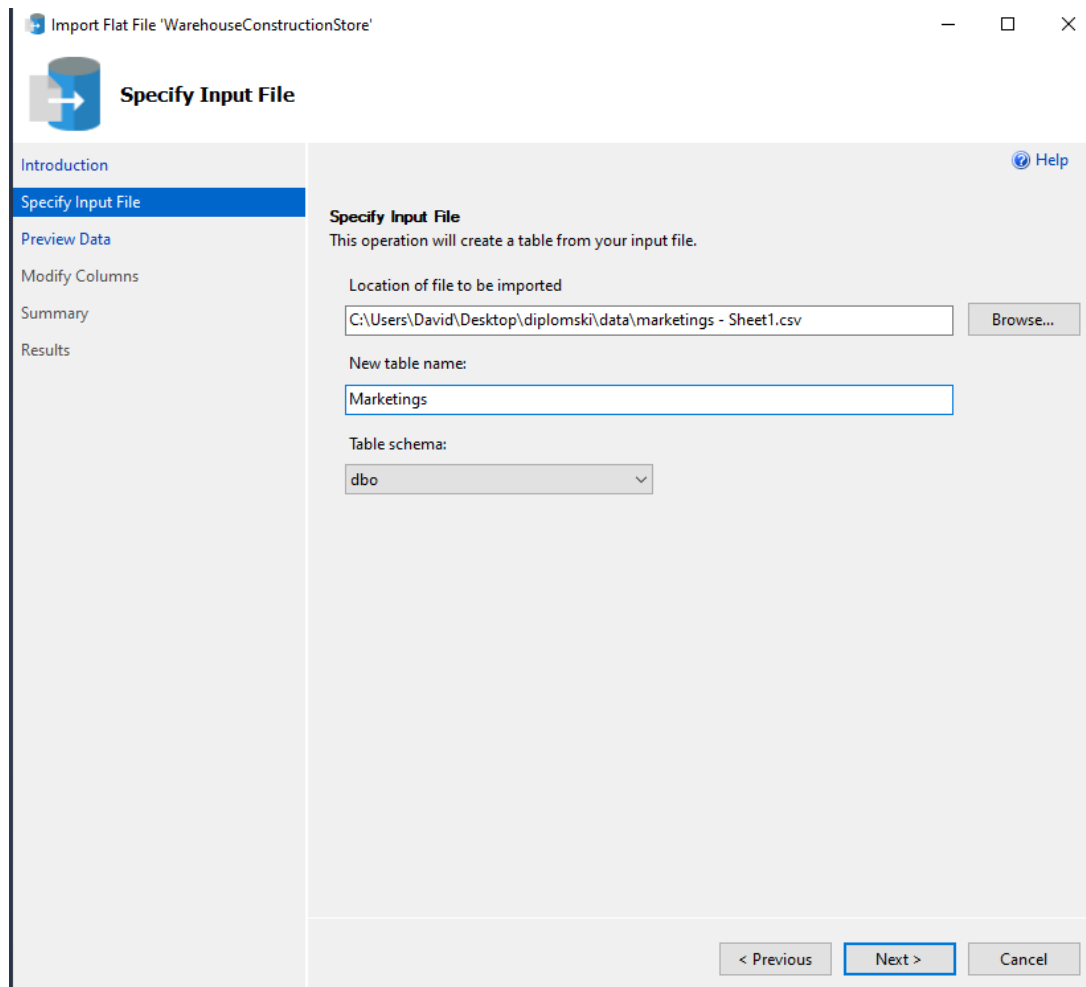 Import Flat File 'WarehouseConstructionStore'
Specify Input File
Introduction
Specify Input File
Preview Data
Modify Columns
Summary
Results
Help
Specify Input File
This operation will create a table from your input file.
Location of file to be imported
C:\Users\David\Desktop\diplomski\data\marketings - Sheet1.csv
Browse...
New table name:
Marketings
Table schema:
dbo
< Previous
Next >
Cancel